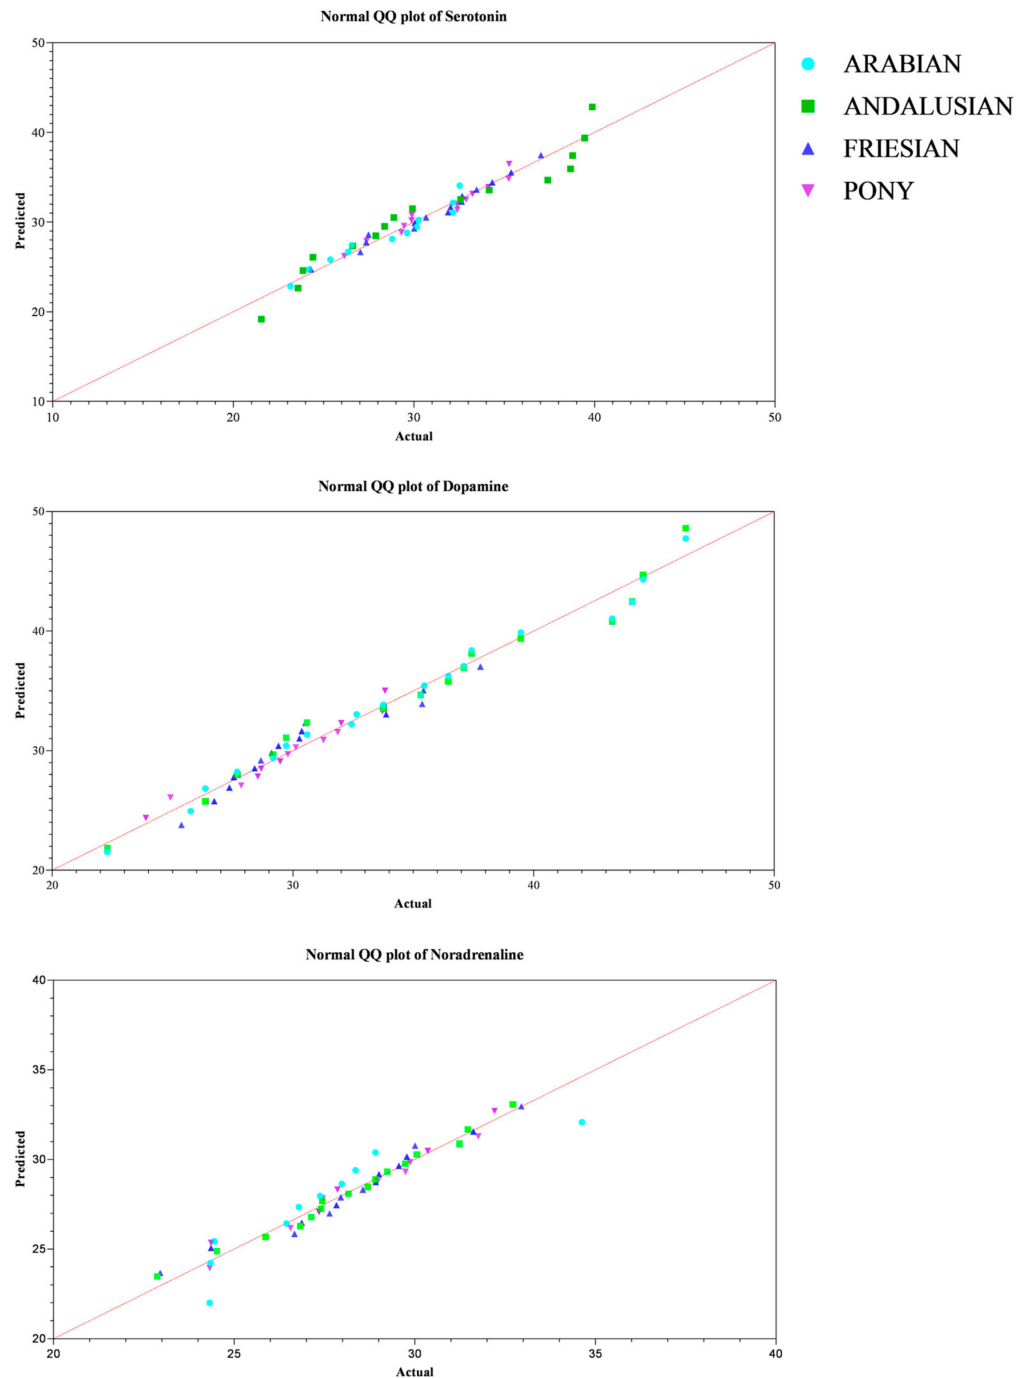 Normal QQ plot of Serotonin
50
40
30
20
10
Predicted
10 20 30 40 50
Actual
ARABIAN
ANDALUSIAN
FRIESIAN
PONY
Normal QQ plot of Dopamine
50
40
30
20
Predicted
20 30 40 50
Actual
Normal QQ plot of Noradrenaline
40
35
30
25
20
Predicted
20 25 30 35 40
Actual